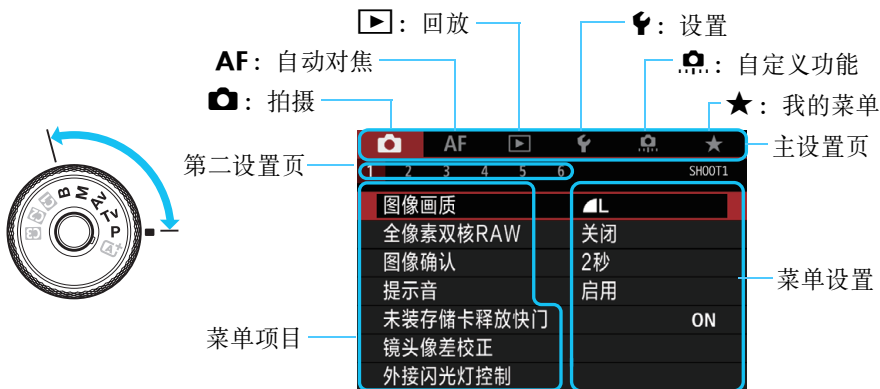 : 回放
: 设置
AF: 自动对焦
: 自定义功能
: 拍摄
★: 我的菜单
AF ★
主设置页
第二设置页
1 2 3 4 5 6 SHOOT1
图像画质 L
全像素双核RAW 关闭
图像确认 2秒
提示音 启用
未装存储卡释放快门 ON
镜头像差校正
外接闪光灯控制
菜单设置
菜单项目
B M Av Tv P A+